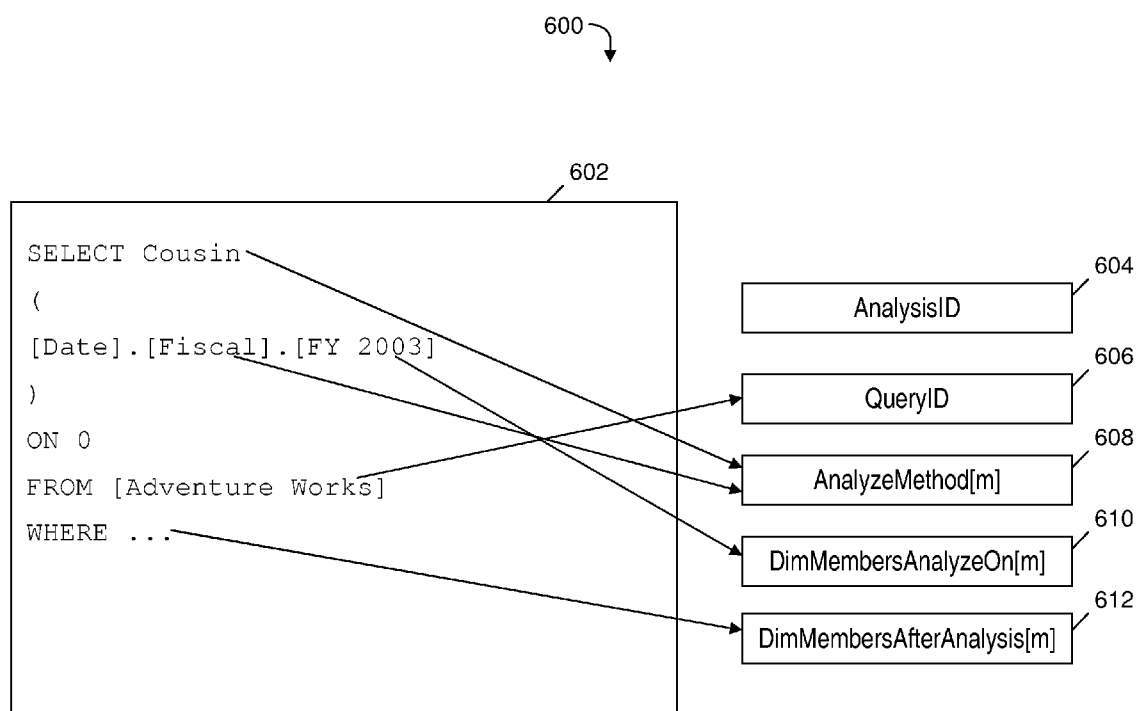 600
602
SELECT Cousin
(
[Date].[Fiscal].[FY 2003]
)
ON 0
FROM [Adventure Works]
WHERE ...
604
AnalysisID
606
QueryID
608
AnalyzeMethod[m]
610
DimMembersAnalyzeOn[m]
612
DimMembersAfterAnalysis[m]